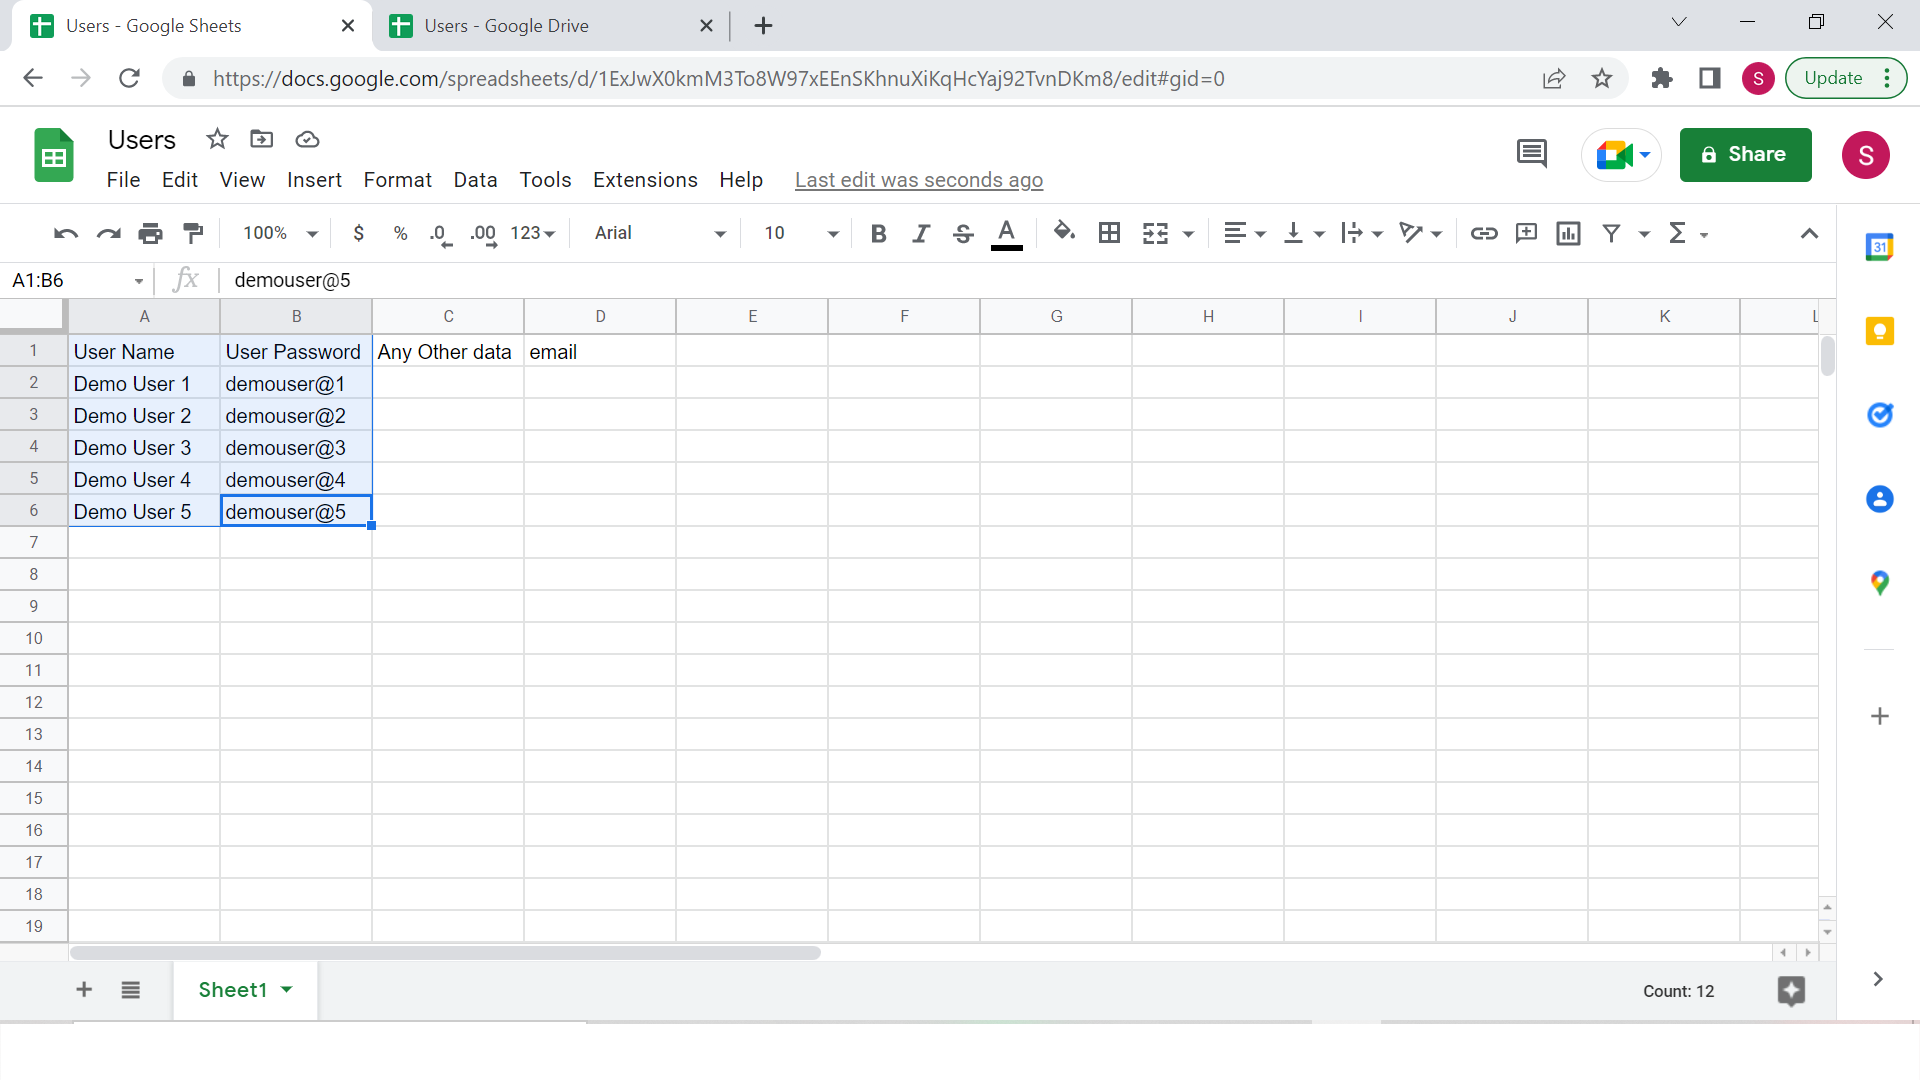 Users - Google Sheets
Users - Google Drive
https://docs.google.com/spreadsheets/d/1ExJwX0kmM3To8W97xEEnSKhnuXiKqHcYaj92TvnDKm8/edit#gid=0
S
Update
Users
Share
S
File Edit View Insert Format Data Tools Extensions Help Last edit was seconds ago
100% $ % .0 .00 123 Arial 10 B I S A Σ
31
A1:B6 fx demouser@5
A B C D E F G H I J K L
1 User Name User Password Any Other data email
2 Demo User 1 demouser@1
3 Demo User 2 demouser@2
4 Demo User 3 demouser@3
5 Demo User 4 demouser@4
6 Demo User 5 demouser@5
7
8
9
10
11
12
13
14
15
16
17
18
19
Sheet1
Count: 12